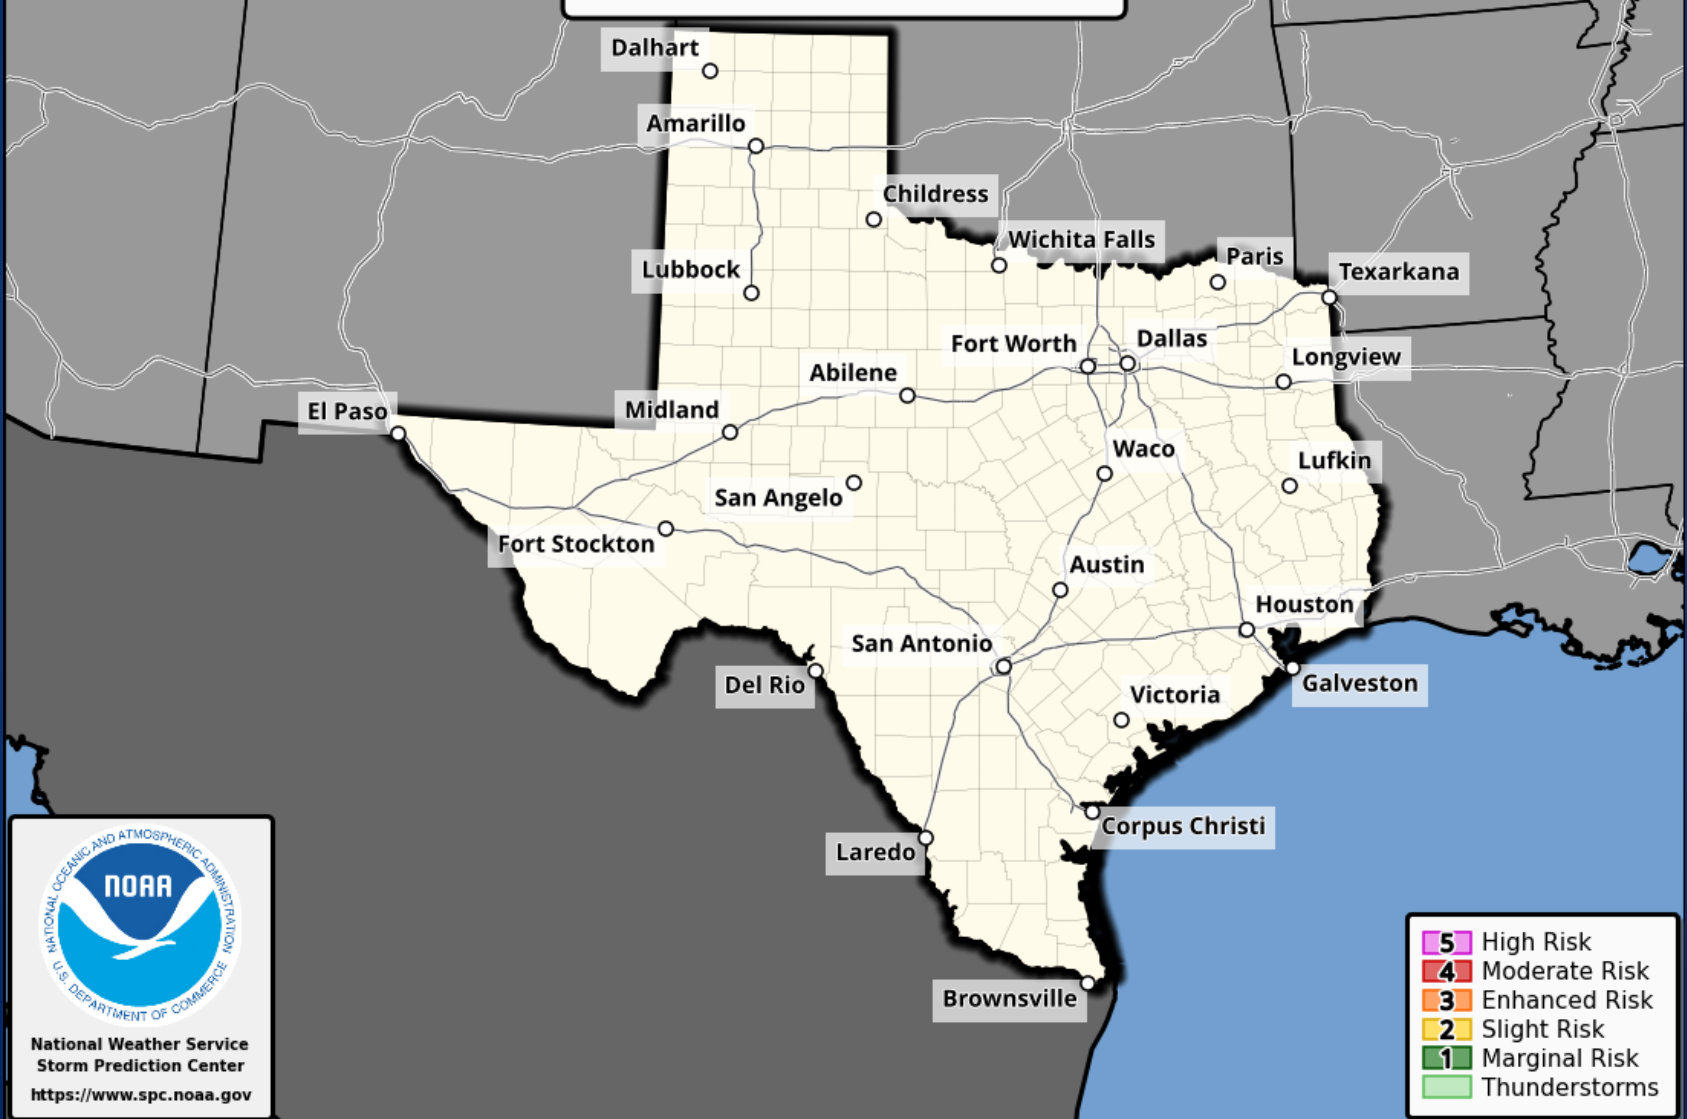 Dalhart
Amarillo
Childress
Wichita Falls
Paris
Lubbock
Texarkana
Fort Worth
Dallas
Longview
Abilene
El Paso
Midland
Waco
Lufkin
San Angelo
Fort Stockton
Austin
Houston
San Antonio
Del Rio
Galveston
Victoria
Corpus Christi
Laredo
Brownsville
NATIONAL OCEANIC AND ATMOSPHERIC ADMINISTRATION
NOAA
U.S. DEPARTMENT OF COMMERCE
National Weather Service
Storm Prediction Center
https://www.spc.noaa.gov
5 High Risk
4 Moderate Risk
3 Enhanced Risk
2 Slight Risk
1 Marginal Risk
Thunderstorms